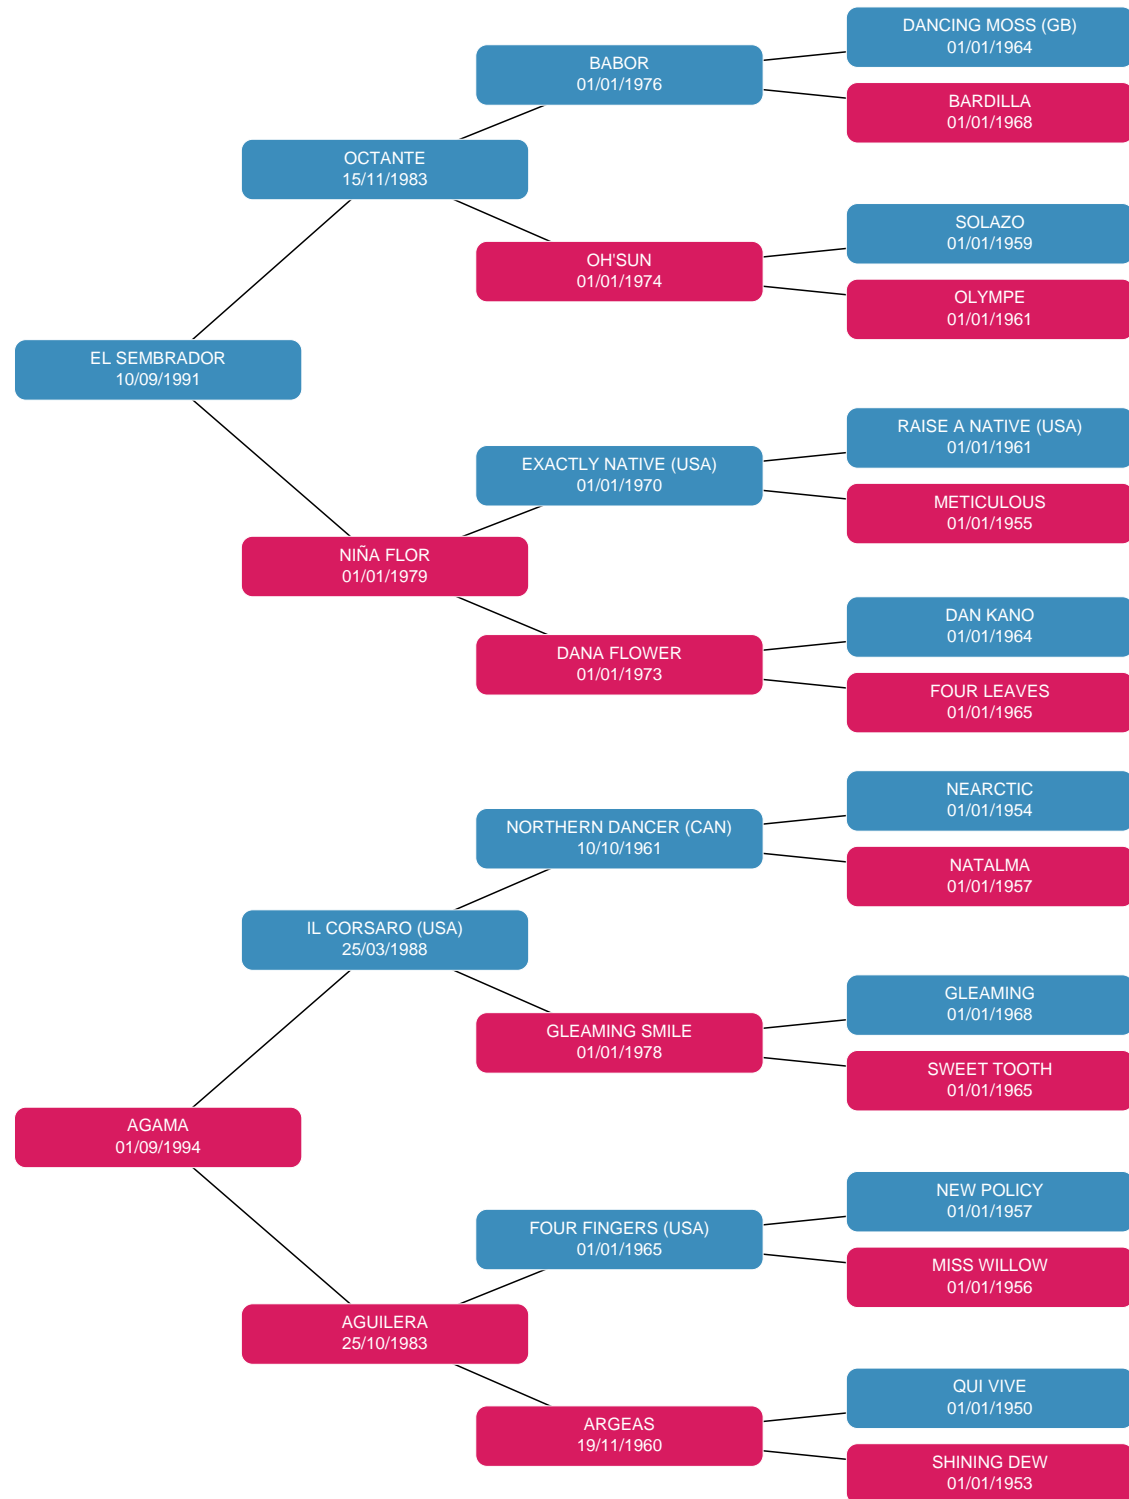 DANCING MOSS (GB)
01/01/1964
BABOR
01/01/1976
BARDILLA
01/01/1968
OCTANTE
15/11/1983
SOLAZO
01/01/1959
OH'SUN
01/01/1974
OLYMPE
01/01/1961
EL SEMBRADOR
10/09/1991
RAISE A NATIVE (USA)
01/01/1961
EXACTLY NATIVE (USA)
01/01/1970
METICULOUS
01/01/1955
NIÑA FLOR
01/01/1979
DAN KANO
01/01/1964
DANA FLOWER
01/01/1973
FOUR LEAVES
01/01/1965
NEARCTIC
01/01/1954
NORTHERN DANCER (CAN)
10/10/1961
NATALMA
01/01/1957
IL CORSARO (USA)
25/03/1988
GLEAMING
01/01/1968
GLEAMING SMILE
01/01/1978
SWEET TOOTH
01/01/1965
AGAMA
01/09/1994
NEW POLICY
01/01/1957
FOUR FINGERS (USA)
01/01/1965
MISS WILLOW
01/01/1956
AGUILERA
25/10/1983
QUI VIVE
01/01/1950
ARGEAS
19/11/1960
SHINING DEW
01/01/1953